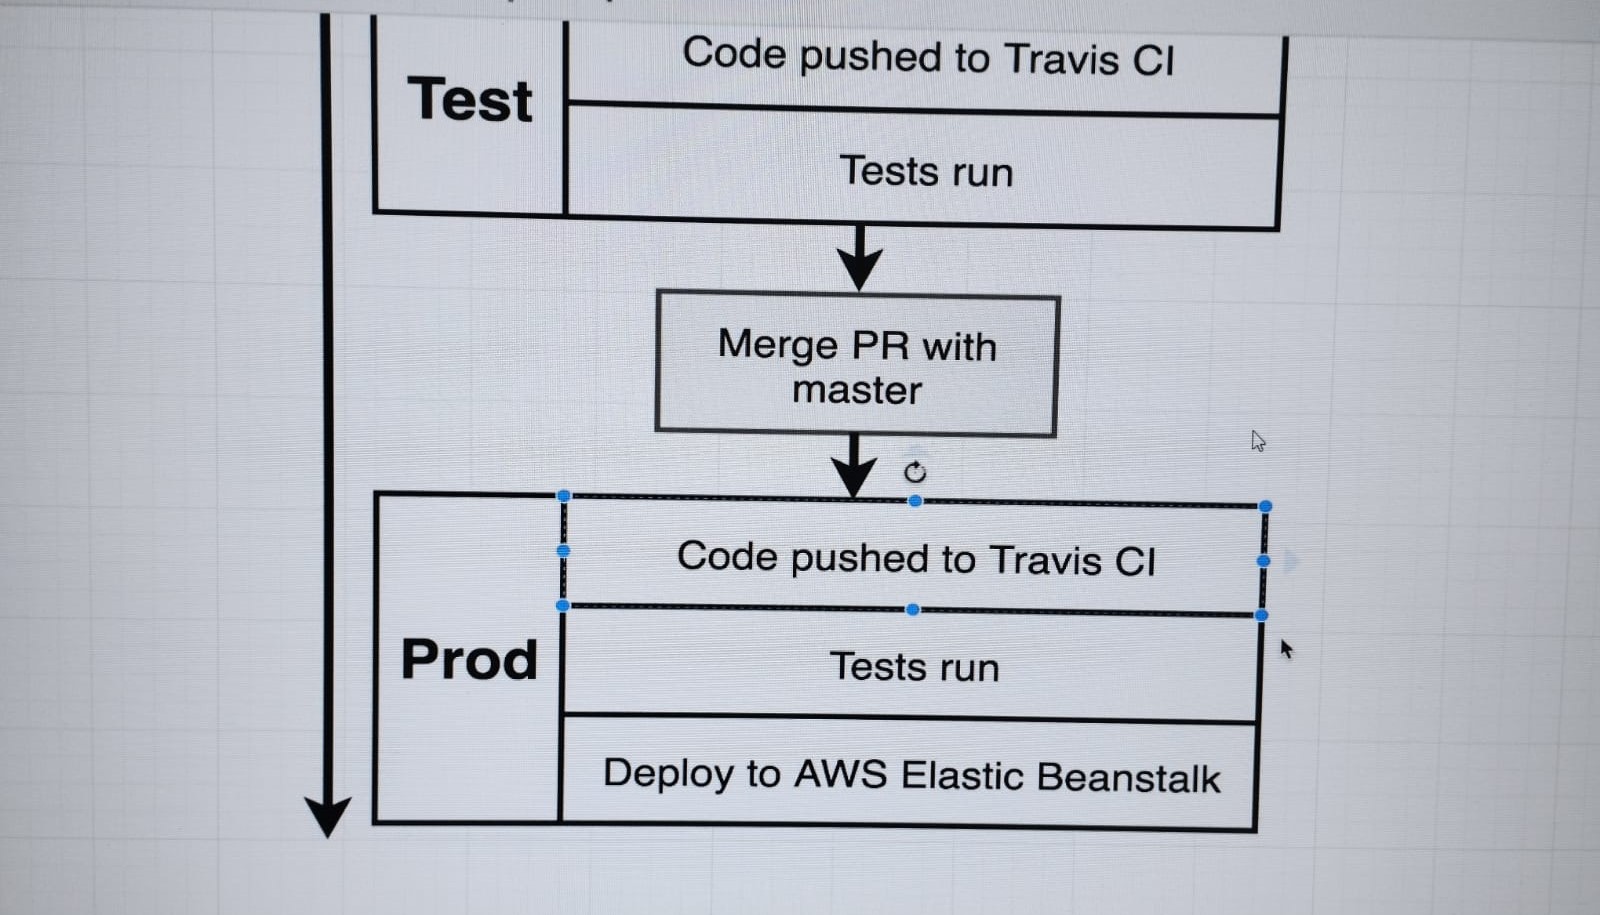 Code pushed to Travis CI
Test
Tests run
Merge PR with
master
Code pushed to Travis CI
Prod
Tests run
Deploy to AWS Elastic Beanstalk